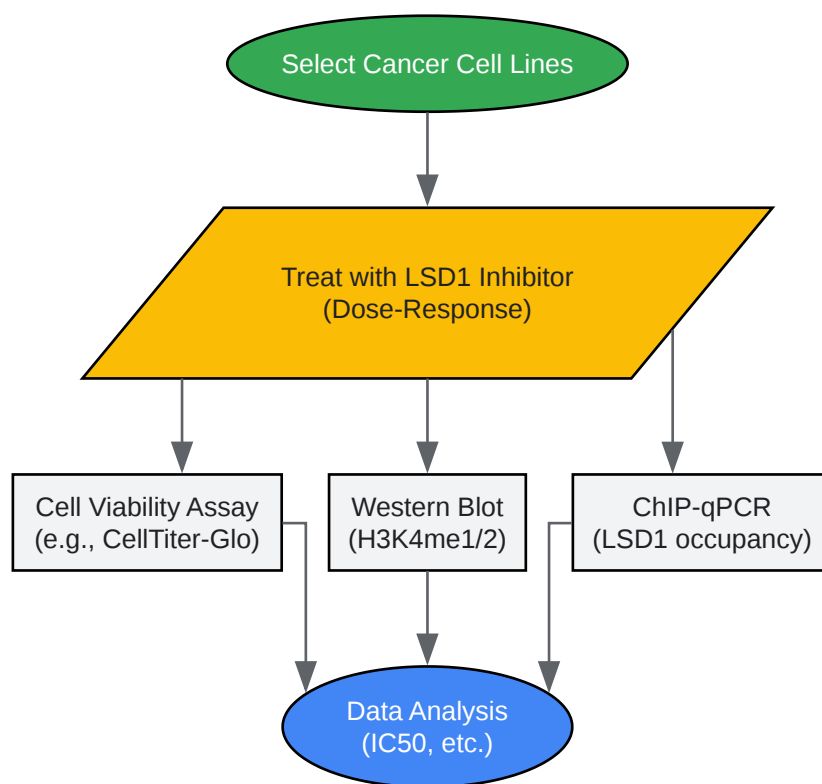 Select Cancer Cell Lines
Treat with LSD1 Inhibitor
(Dose-Response)
Cell Viability Assay
(e.g., CellTiter-Glo)
Western Blot
(H3K4me1/2)
ChIP-qPCR
(LSD1 occupancy)
Data Analysis
(IC50, etc.)